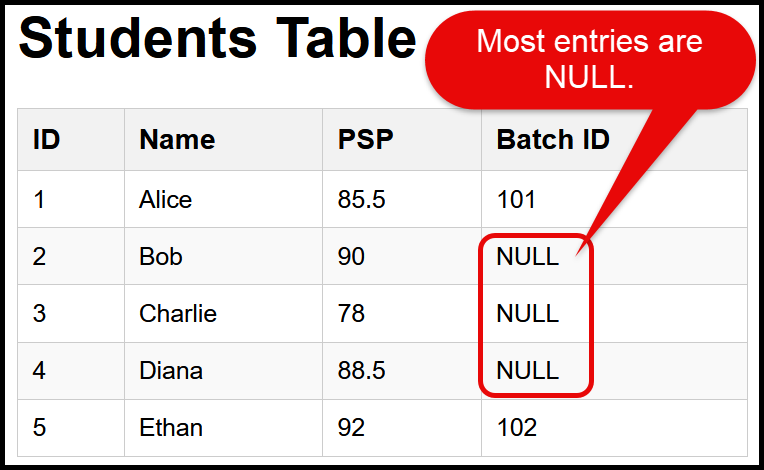 Students Table
Most entries are
NULL.
ID Name PSP Batch ID
1 Alice 85.5 101
2 Bob 90 NULL
3 Charlie 78 NULL
4 Diana 88.5 NULL
5 Ethan 92 102